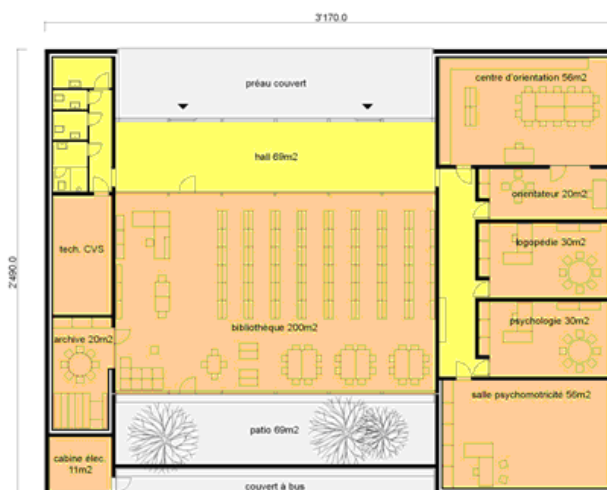 3'170.0
préau couvert
centre d'orientation 56m2
hall 69m2
orientateur 20m2
2'490.0
tech. CVS
logopédie 30m2
bibliothéque 200m2
psychologie 30m2
archive 20m2
salle psychomotricité 56m2
patio 69m2
cabine élec.
11m2
couvert à bus